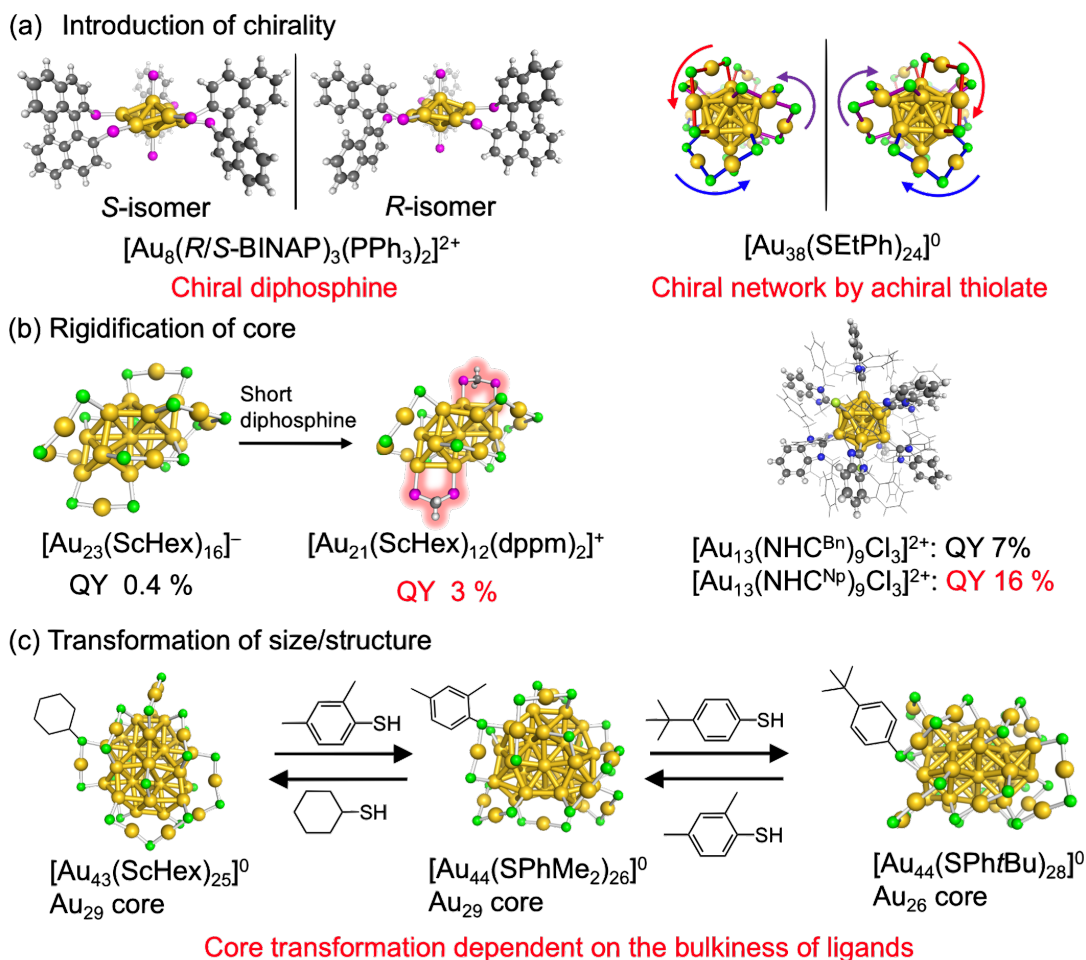 (a) Introduction of chirality
S-isomer
R-isomer
[Au₈(R/S-BINAP)₃(PPh₃)₂]²⁺
Chiral diphosphine
[Au₃₈(SEtPh)₂₄]⁰
Chiral network by achiral thiolate
(b) Rigidification of core
Short
diphosphine
[Au₂₃(ScHex)₁₆]⁻
QY 0.4 %
[Au₂₁(ScHex)₁₂(dppm)₂]⁺
QY 3 %
[Au₁₃(NHCᴮⁿ)₉Cl₃]²⁺: QY 7%
[Au₁₃(NHCᴺᵖ)₉Cl₃]²⁺: QY 16 %
(c) Transformation of size/structure
SH
SH
SH
SH
[Au₄₃(ScHex)₂₅]⁰
Au₂₉ core
[Au₄₄(SPhMe₂)₂₆]⁰
Au₂₉ core
[Au₄₄(SPhtBu)₂₈]⁰
Au₂₆ core
Core transformation dependent on the bulkiness of ligands